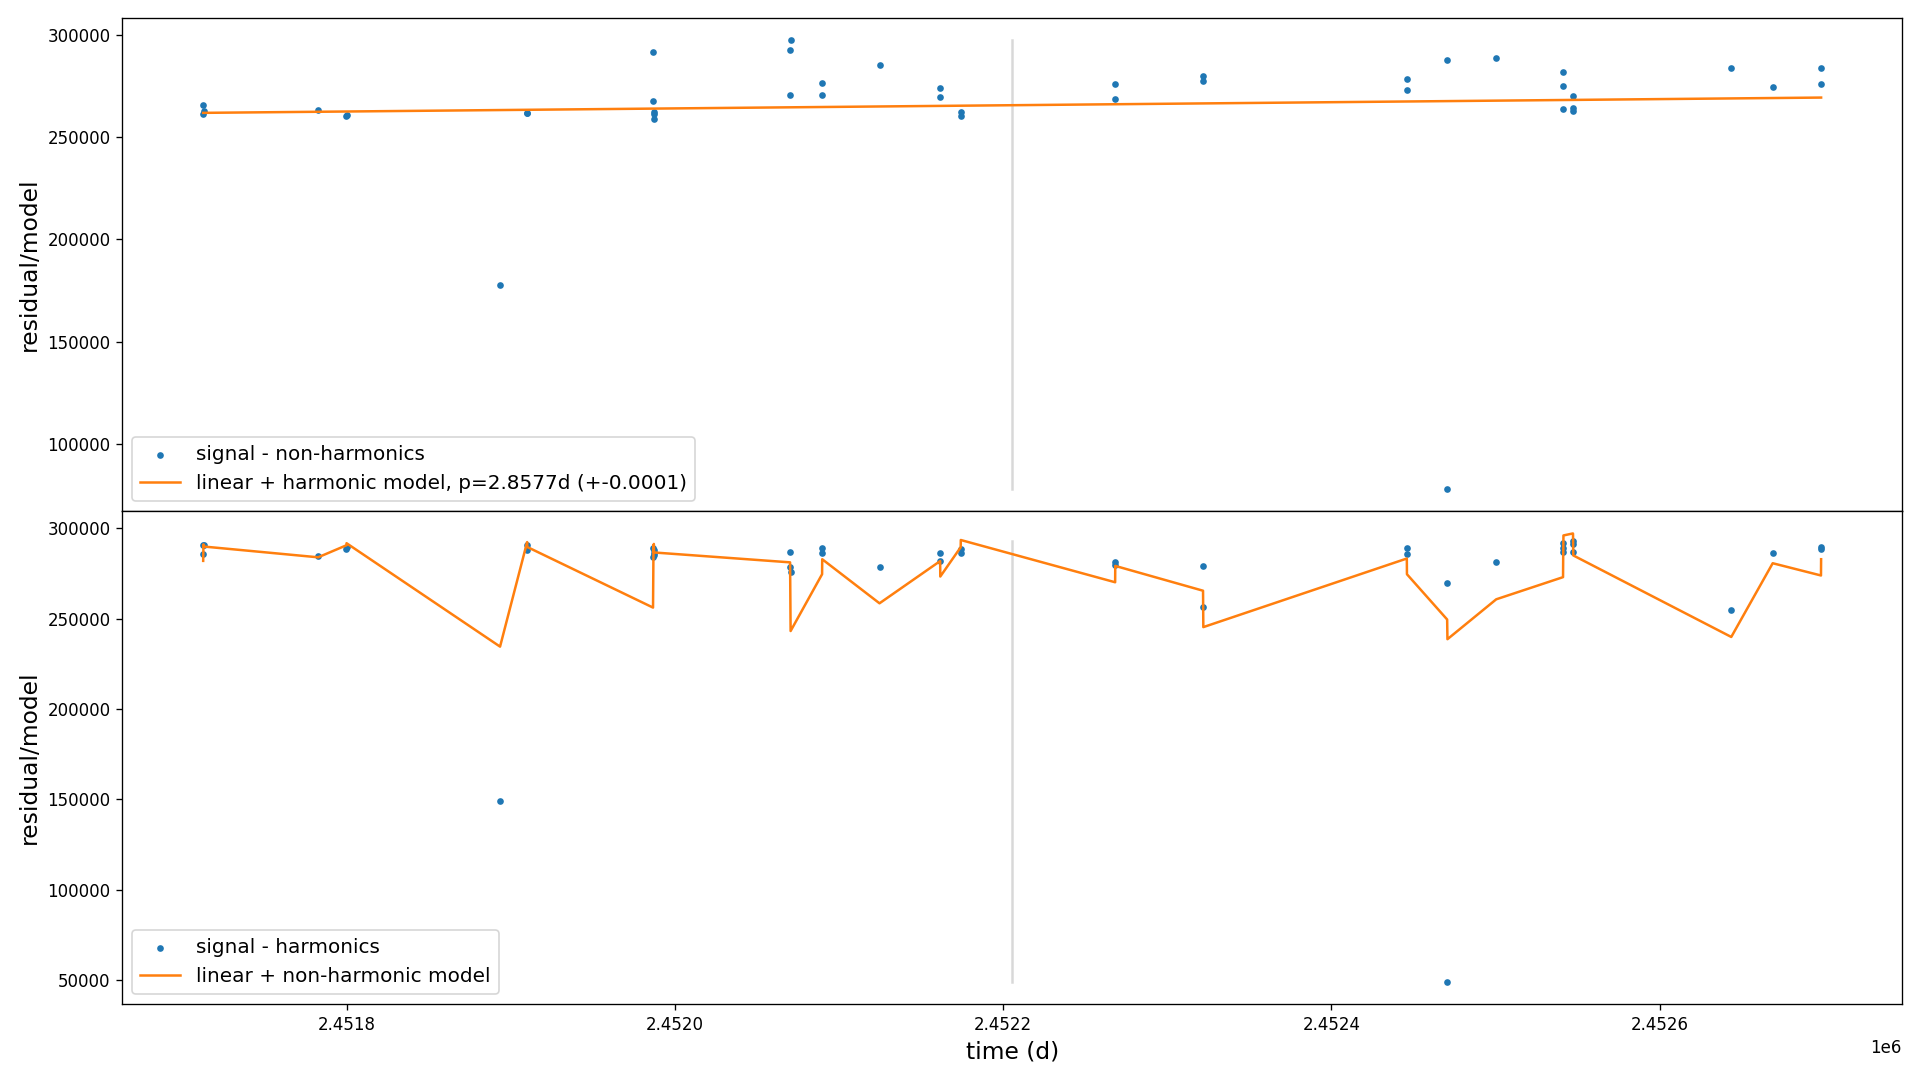 300000
250000
200000
150000
100000
residual/model
signal - non-harmonics
linear + harmonic model, p=2.8577d (+-0.0001)
300000
250000
200000
150000
100000
50000
residual/model
signal - harmonics
linear + non-harmonic model
2.4518
2.4520
2.4522
2.4524
2.4526
time (d)
1e6